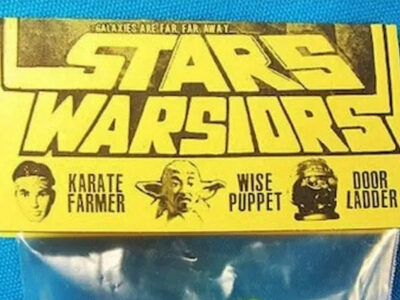 GALAXIES ARE FAR, FAR AWAY...
STARS
WARSIORS
KARATE
FARMER
WISE
PUPPET
DOOR
LADDER